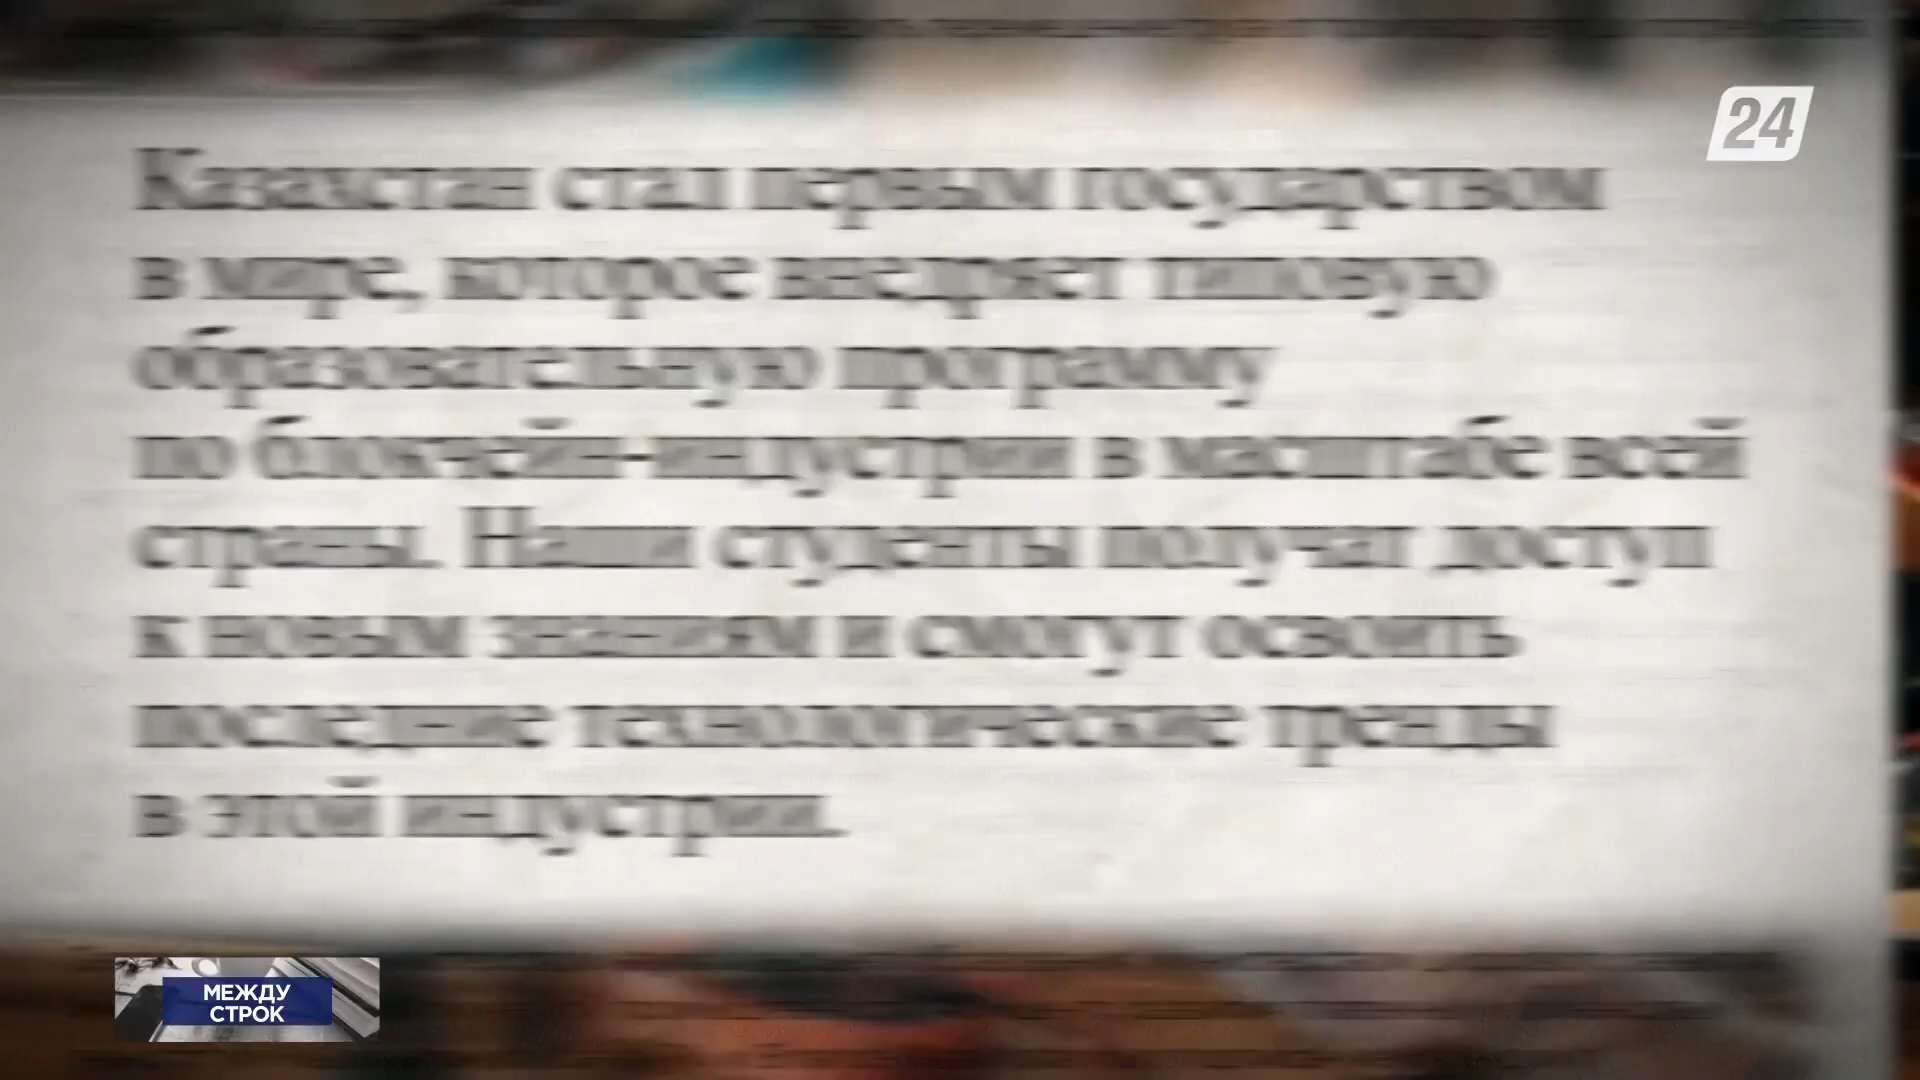 24
Казахстан стал первым государством
в мире, которое внедряет типовую
образовательную программу
по блокчейн-индустрии в масштабе всей
страны. Наши студенты получат доступ
к новым знаниям и смогут освоить
последние технологические тренды
в этой индустрии.
МЕЖДУ
СТРОК